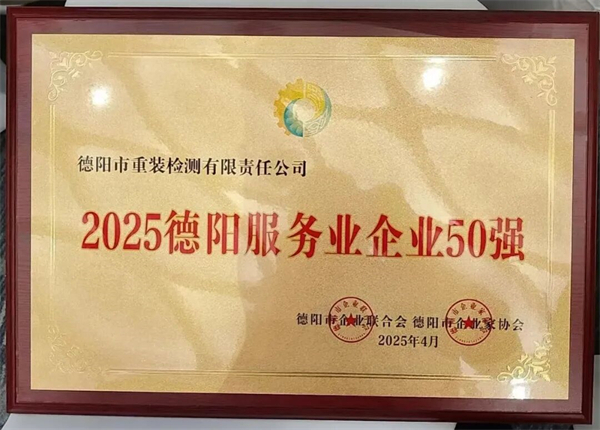 德阳市重装检测有限责任公司
2025德阳服务业企业50强
德阳市企业联合会 德阳市企业家协会
2025年4月